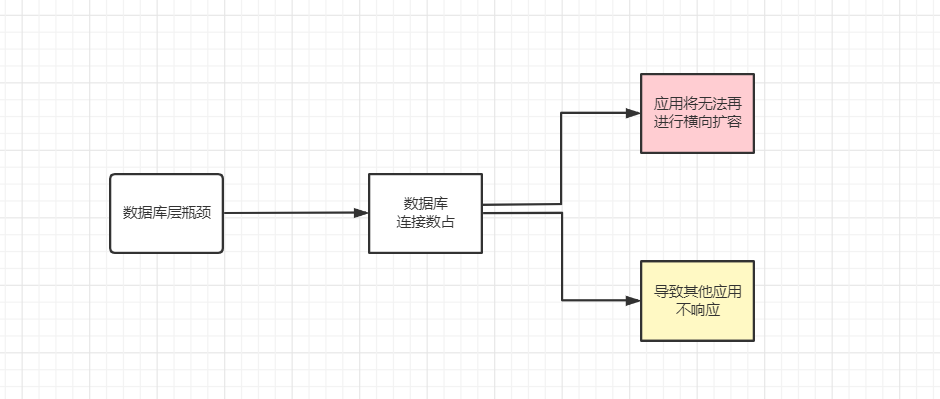 应用将无法再
进行横向扩容
数据库层瓶颈
数据库
连接数占
导致其他应用
不响应